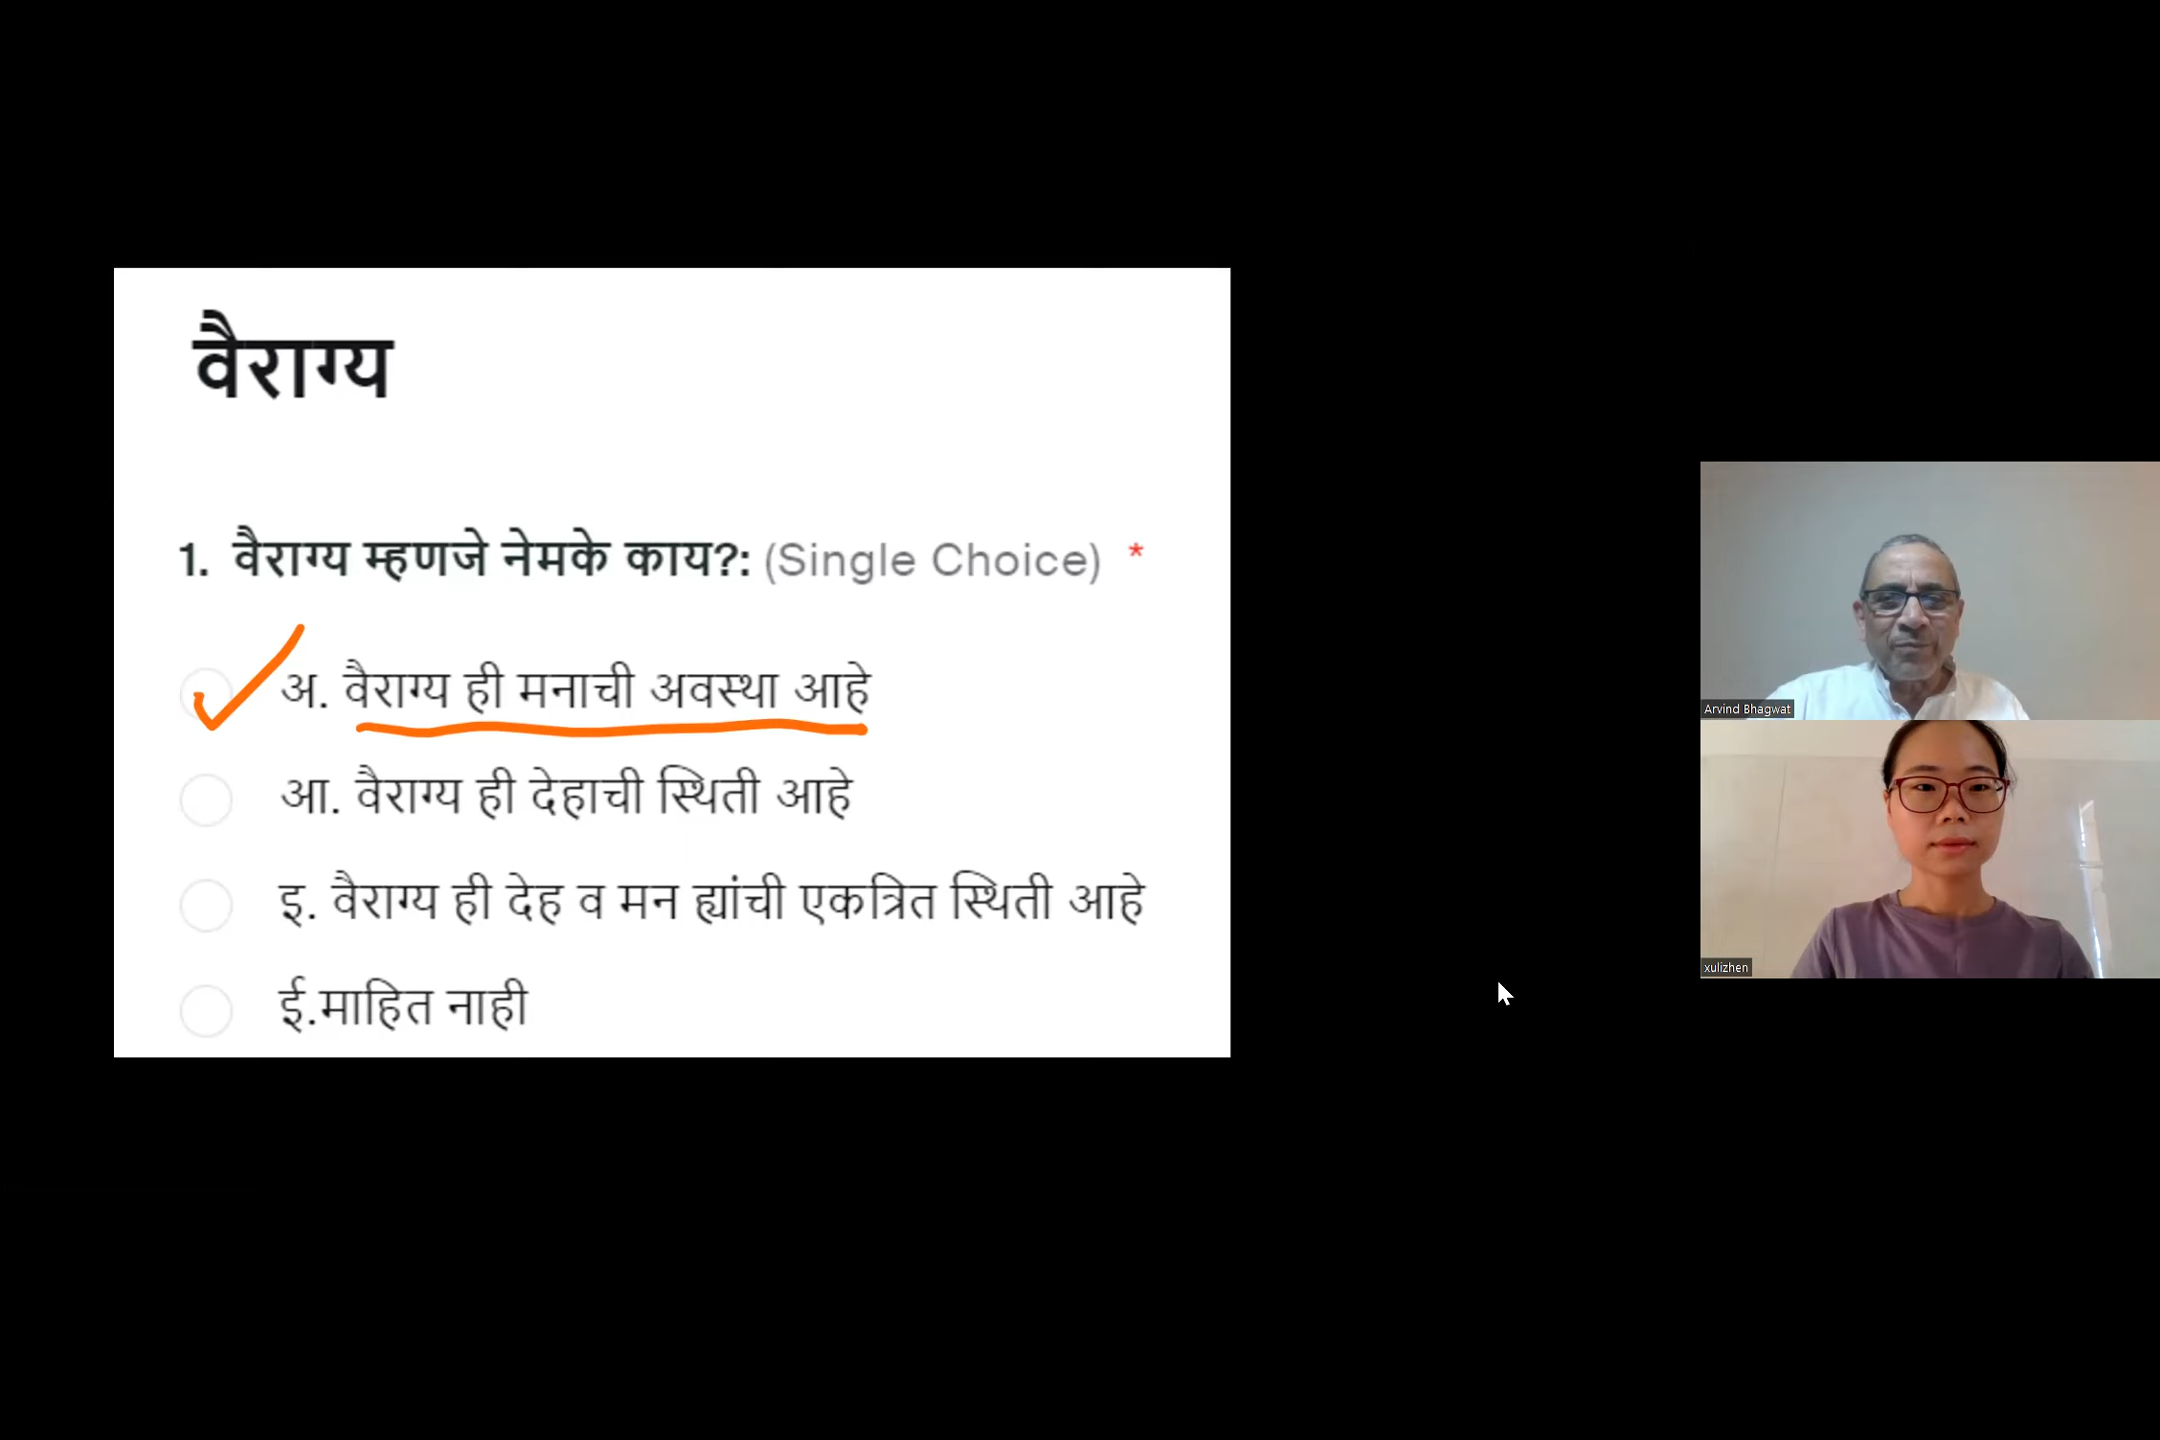 वैराग्य
1. वैराग्य म्हणजे नेमके काय?: (Single Choice) *
अ. वैराग्य ही मनाची अवस्था आहे
आ. वैराग्य ही देहाची स्थिती आहे
इ. वैराग्य ही देह व मन ह्यांची एकत्रित स्थिती आहे
ई.माहित नाही
Arvind Bhagwat
xulizhen